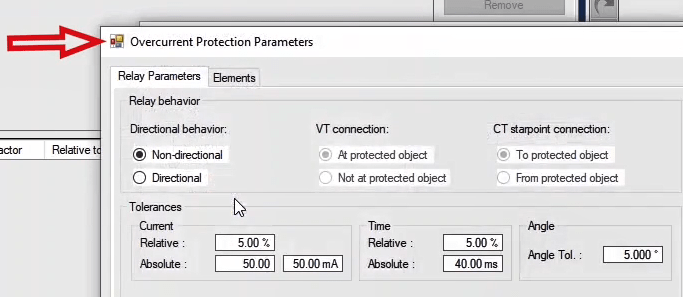 Remove
Overcurrent Protection Parameters
Relay Parameters Elements
Relay behavior
Directional behavior: VT connection: CT starpoint connection:
Non-directional At protected object To protected object
Directional Not at protected object From protected object
actor Relative to
Tolerances
Current Time Angle
Relative : 5.00 % Relative : 5.00 % Angle Tol. : 5.000 °
Absolute : 50.00 50.00 mA Absolute : 40.00 ms